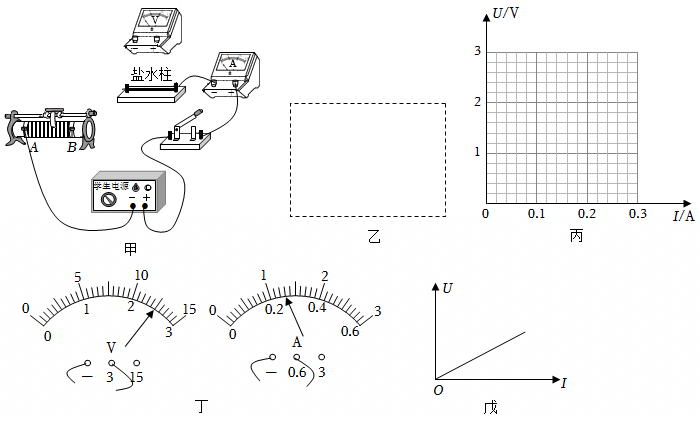 V
盐水柱
A
A B
学生电源
− +
甲
乙
U/V
3
2
1
0 0.1 0.2 0.3 I/A
丙
0 5 10 15
0 1 2 3
V
− 3 15
0 1 2 3
0 0.2 0.4 0.6
A
− 0.6 3
丁
U
O I
戊